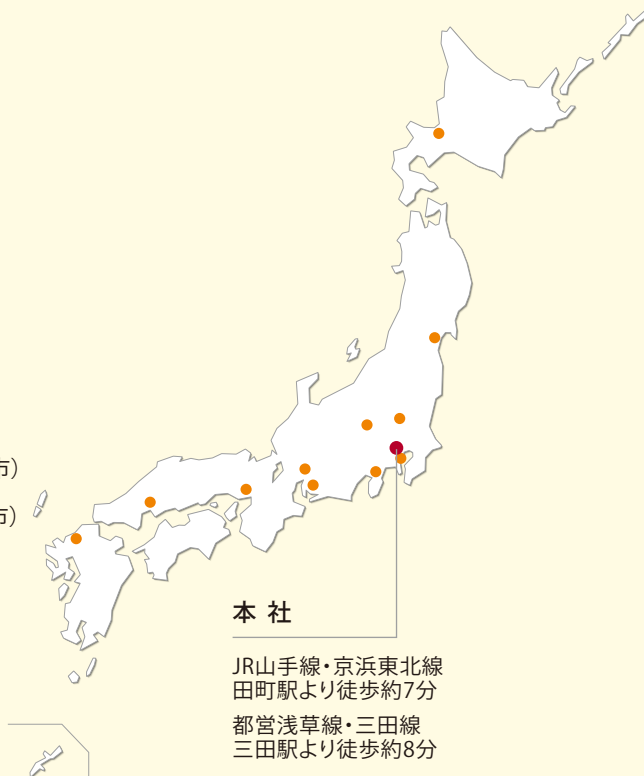 市）
市）
本 社
JR山手線・京浜東北線
田町駅より徒歩約7分
都営浅草線・三田線
三田駅より徒歩約8分